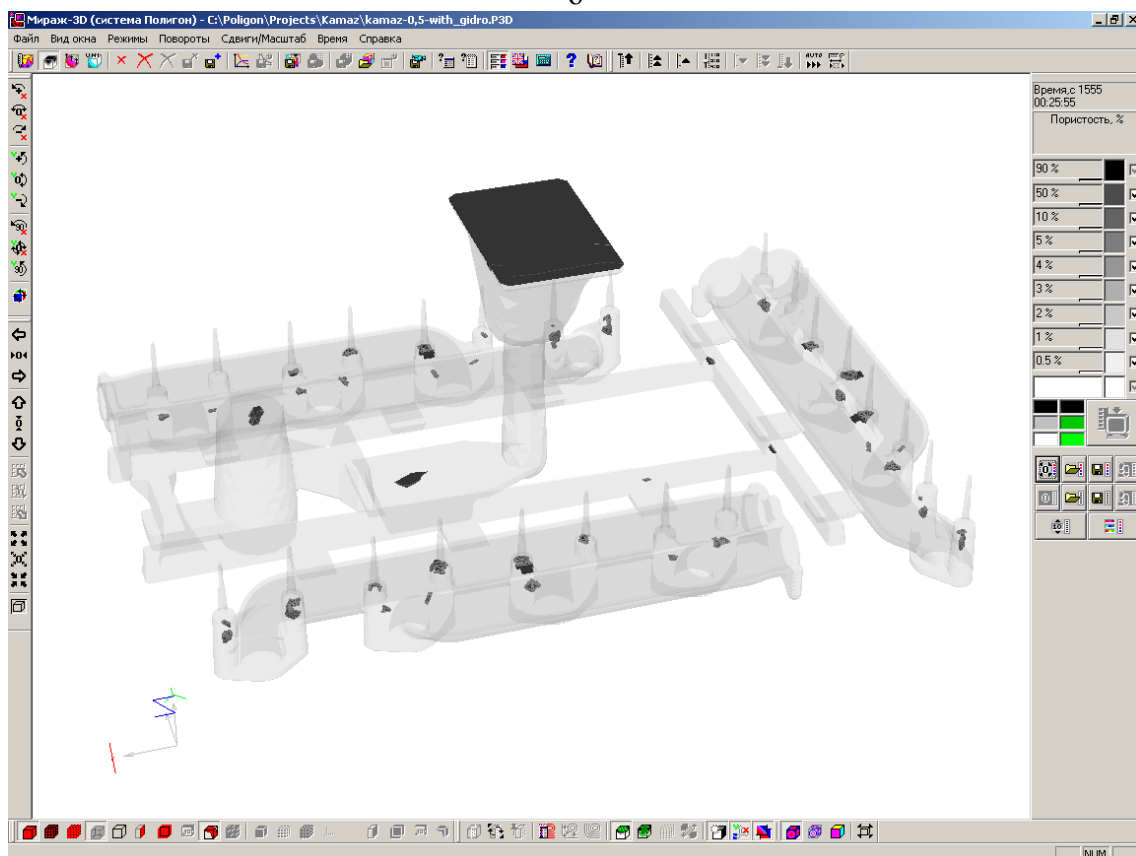 Мираж-3D (система Полигон) - C:\Poligon\Projects\Kamaz\kamaz-0,5-with_gidro.P3D
Файл Вид окна Режимы Повороты Сдвиги/Масштаб Время Справка
Время,с 1555
00:25:55
Пористость, %
90 %
50 %
10 %
5 %
4 %
3 %
2 %
1 %
0.5 %
NUM